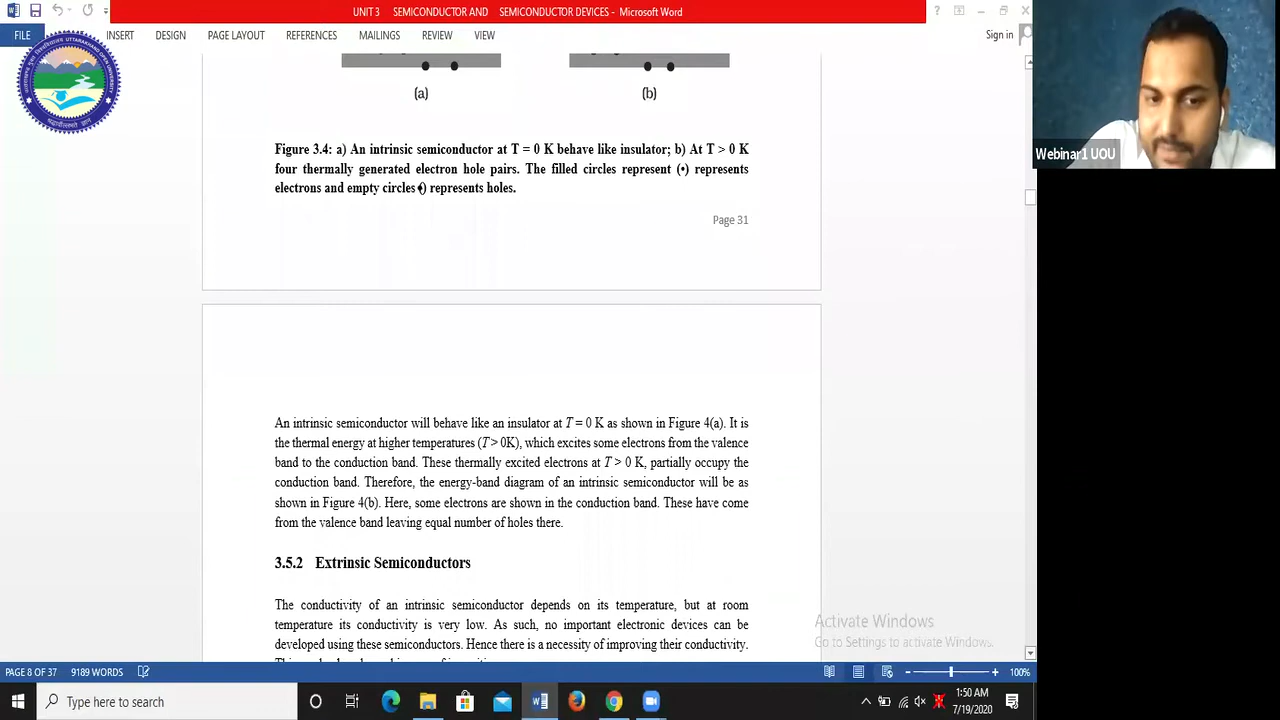 UNIT 3 SEMICONDUCTOR AND SEMICONDUCTOR DEVICES - Microsoft Word
FILE INSERT DESIGN PAGE LAYOUT REFERENCES MAILINGS REVIEW VIEW Sign in
(a) (b)
Figure 3.4: a) An intrinsic semiconductor at T = 0 K behave like insulator; b) At T > 0 K
four thermally generated electron hole pairs. The filled circles represent (•) represents
electrons and empty circles ) represents holes.
Page 31
Webinar1 UOU
An intrinsic semiconductor will behave like an insulator at T = 0 K as shown in Figure 4(a). It is
the thermal energy at higher temperatures (T > 0K), which excites some electrons from the valence
band to the conduction band. These thermally excited electrons at T > 0 K, partially occupy the
conduction band. Therefore, the energy-band diagram of an intrinsic semiconductor will be as
shown in Figure 4(b). Here, some electrons are shown in the conduction band. These have come
from the valence band leaving equal number of holes there.
3.5.2 Extrinsic Semiconductors
The conductivity of an intrinsic semiconductor depends on its temperature, but at room
temperature its conductivity is very low. As such, no important electronic devices can be
developed using these semiconductors. Hence there is a necessity of improving their conductivity.
Activate Windows
Go to Settings to activate Windows.
PAGE 8 OF 37 9189 WORDS 100%
Type here to search
1:50 AM
7/19/2020